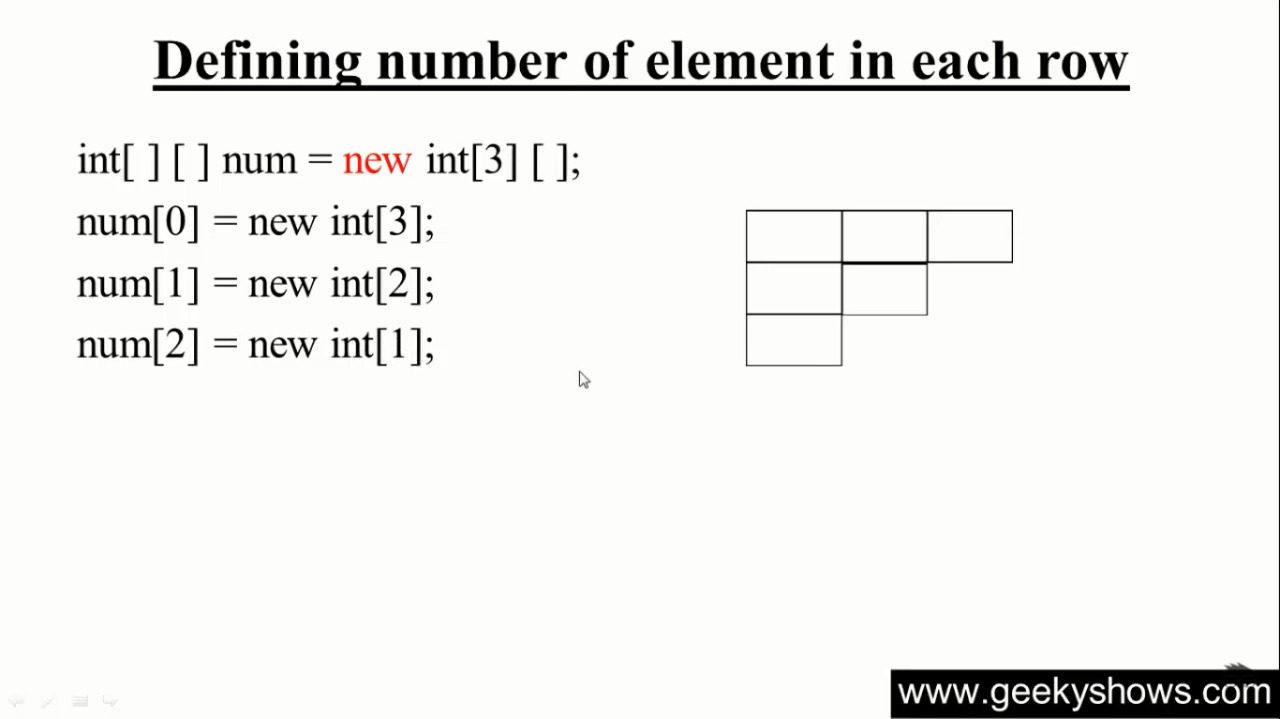 Defining number of element in each row
int[ ] [ ] num = new int[3] [ ];
num[0] = new int[3];
num[1] = new int[2];
num[2] = new int[1];
www.geekyshows.com